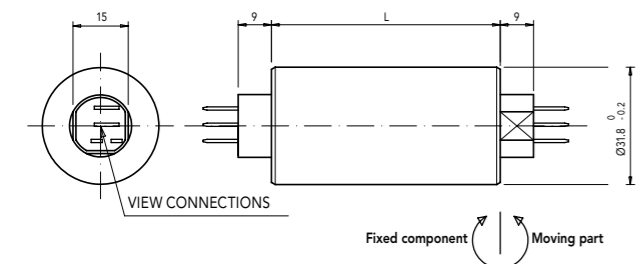 15
9
L
9
Ø31.8 0 -0.2
VIEW CONNECTIONS
Fixed component
Moving part